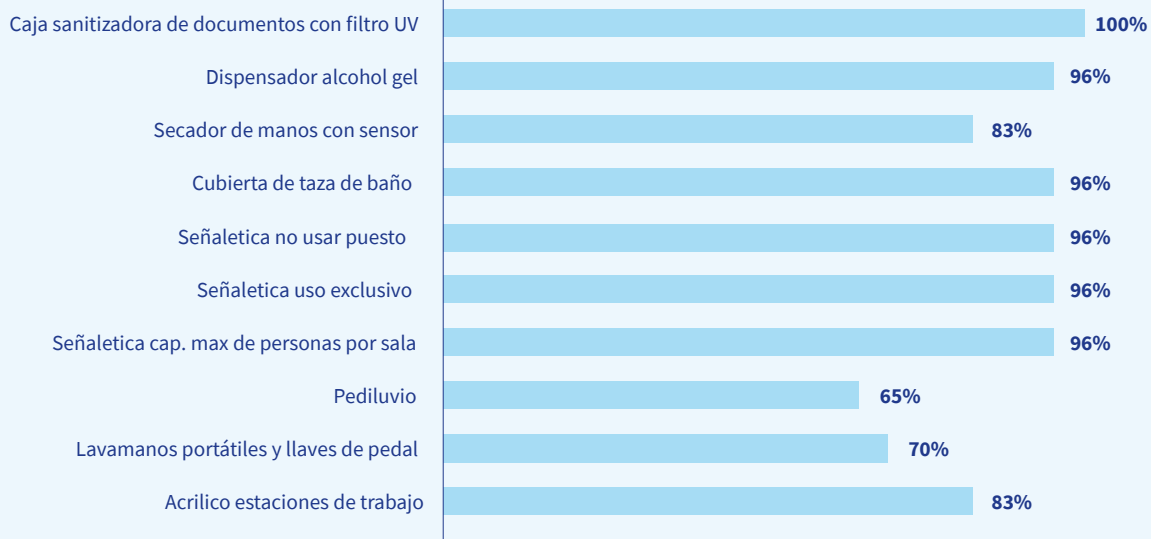 Caja sanitizadora de documentos con filtro UV 100%
Dispensador alcohol gel 96%
Secador de manos con sensor 83%
Cubierta de taza de baño 96%
Señaletica no usar puesto 96%
Señaletica uso exclusivo 96%
Señaletica cap. max de personas por sala 96%
Pediluvio 65%
Lavamanos portátiles y llaves de pedal 70%
Acrilico estaciones de trabajo 83%